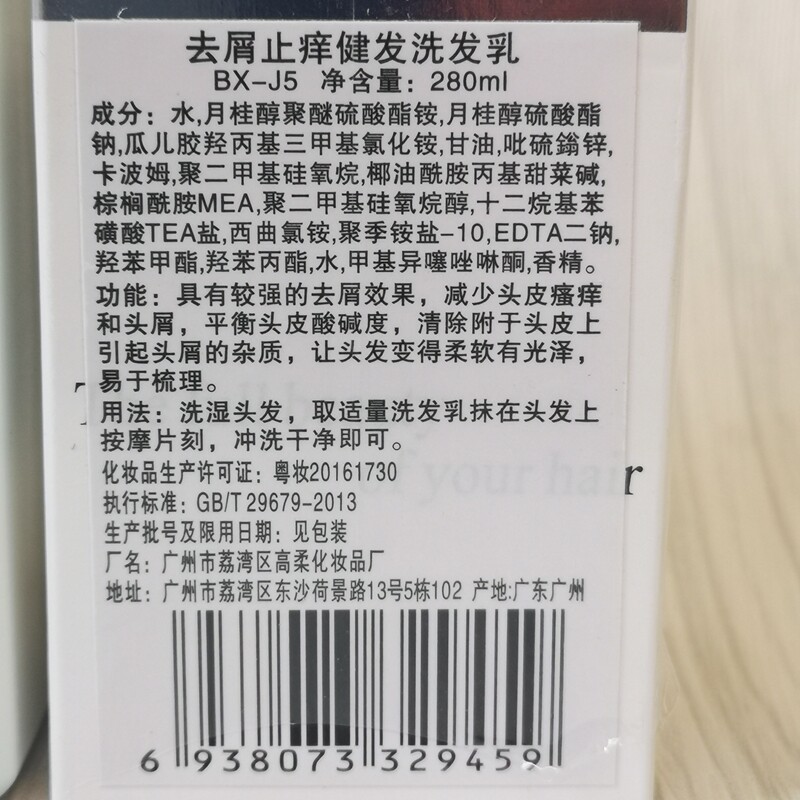 去屑止痒健发洗发乳
BX-J5 净含量：280ml
成分：水,月桂醇聚醚硫酸酯铵,月桂醇硫酸酯
钠,瓜儿胶羟丙基三甲基氯化铵,甘油,吡硫鎓锌,
卡波姆,聚二甲基硅氧烷,椰油酰胺丙基甜菜碱,
棕榈酰胺MEA,聚二甲基硅氧烷醇,十二烷基苯
磺酸TEA盐,西曲氯铵,聚季铵盐-10,EDTA二钠,
羟苯甲酯,羟苯丙酯,水,甲基异噻唑啉酮,香精。
功能：具有较强的去屑效果，减少头皮瘙痒
和头屑，平衡头皮酸碱度，清除附于头皮上
引起头屑的杂质，让头发变得柔软有光泽，
易于梳理。
用法：洗湿头发，取适量洗发乳抹在头发上
按摩片刻，冲洗干净即可。
of your hair
化妆品生产许可证：粤妆20161730
执行标准：GB/T 29679-2013
生产批号及限用日期：见包装
厂名：广州市荔湾区高柔化妆品厂
地址：广州市荔湾区东沙荷景路13号5栋102 产地:广东广州
6 938073 329459